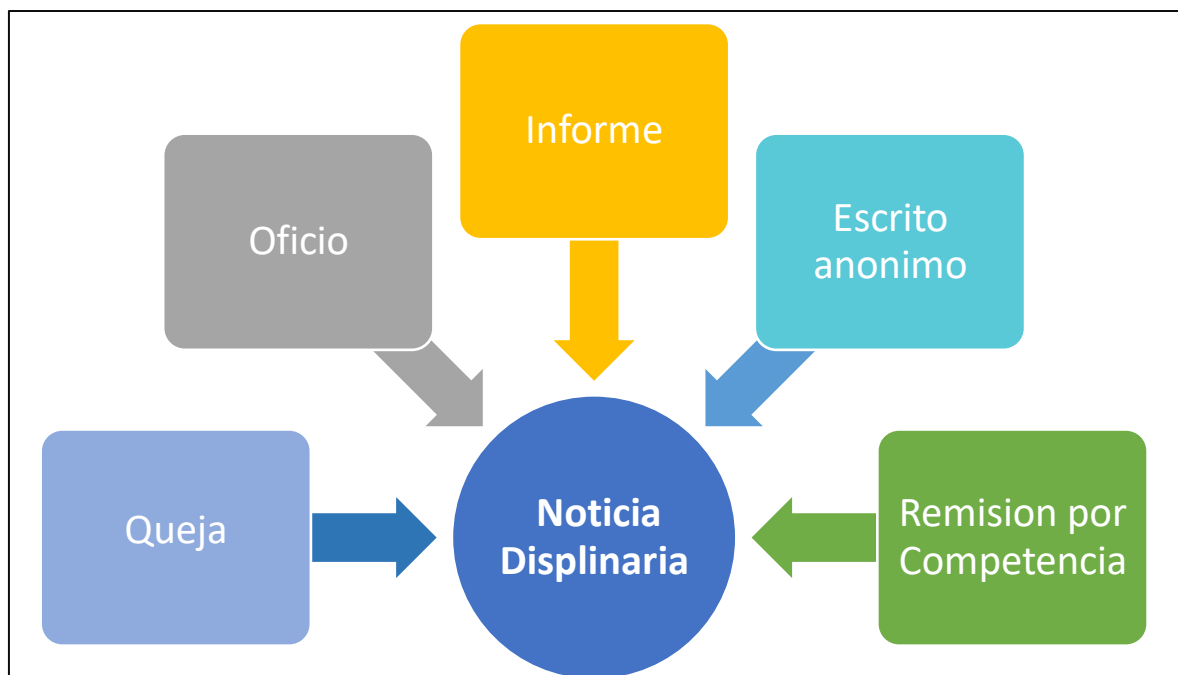 Informe
Oficio
Escrito
anonimo
Queja
Noticia
Displinaria
Remision por
Competencia